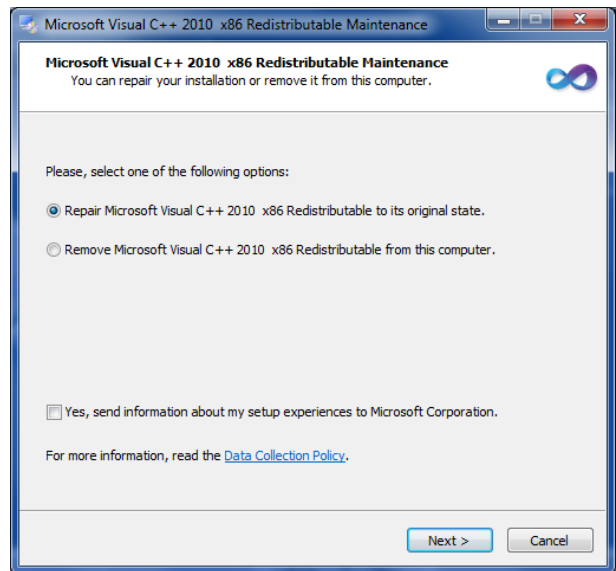 Microsoft Visual C++ 2010  x86 Redistributable Maintenance
Microsoft Visual C++ 2010  x86 Redistributable Maintenance
You can repair your installation or remove it from this computer.
Please, select one of the following options:
Repair Microsoft Visual C++ 2010  x86 Redistributable to its original state.
Remove Microsoft Visual C++ 2010  x86 Redistributable from this computer.
Yes, send information about my setup experiences to Microsoft Corporation.
For more information, read the Data Collection Policy.
Next >
Cancel